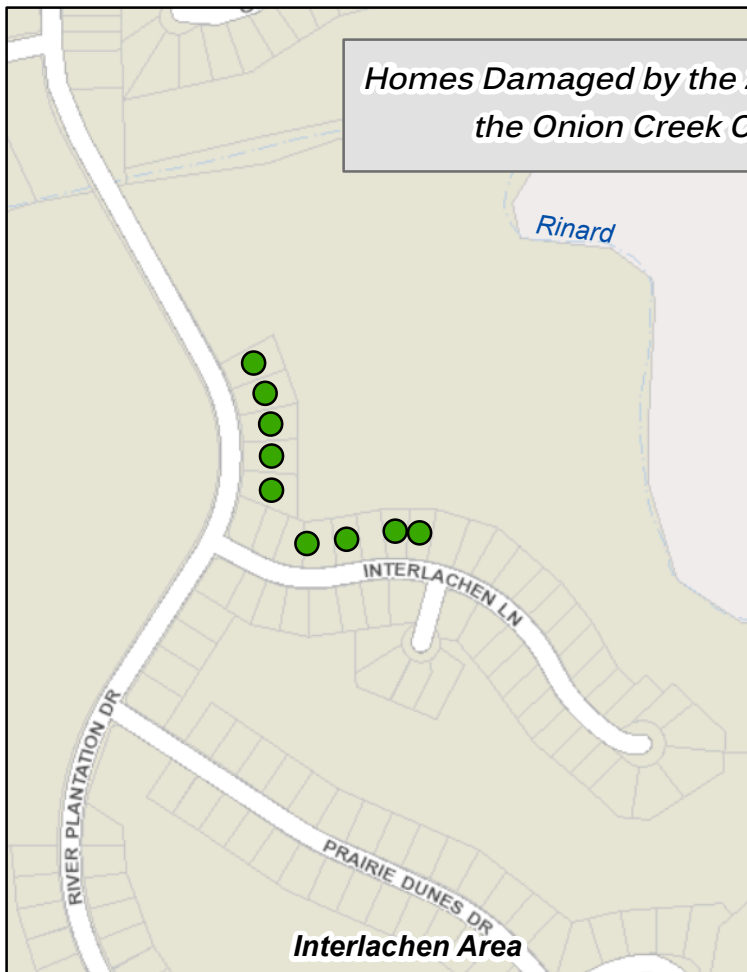 Homes Damaged by the
the Onion Creek C
Rinard
INTERLACHEN LN
RIVER PLANTATION DR
PRAIRIE DUNES DR
Interlachen Area